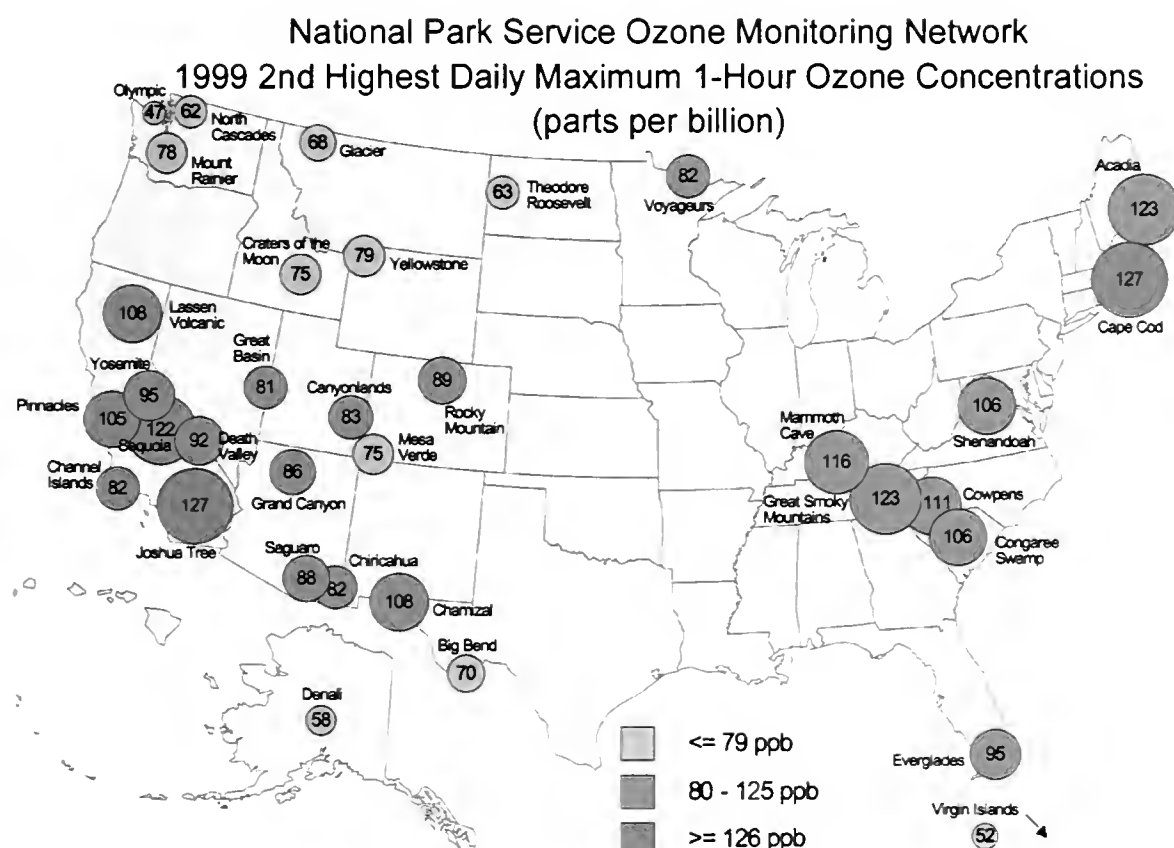 National Park Service Ozone Monitoring Network
1999 2nd Highest Daily Maximum 1-Hour Ozone Concentrations
(parts per billion)
Olympic
47
62
North
Cascades
78
Mount
Rainier
68
Glacier
63
Theodore
Roosevelt
82
Voyageurs
Acadia
123
127
Cape Cod
Craters of the
Moon
75
79
Yellowstone
108
Lassen
Volcanic
Great
Basin
81
Yosemite
95
Pinnacles
105
122
Sequoia
92
Death
Valley
Canyonlands
83
89
Rocky
Mountain
75
Mesa
Verde
Channel
Islands
82
86
Grand Canyon
127
Joshua Tree
Mammoth
Cave
116
106
Shenandoah
Great Smoky
Mountains
123
111
Cowpens
106
Congaree
Swamp
Saguaro
88
Chiricahua
82
108
Chamizal
Big Bend
70
Denali
58
<= 79 ppb
80 - 125 ppb
>= 126 ppb
Everglades
95
Virgin Islands
52